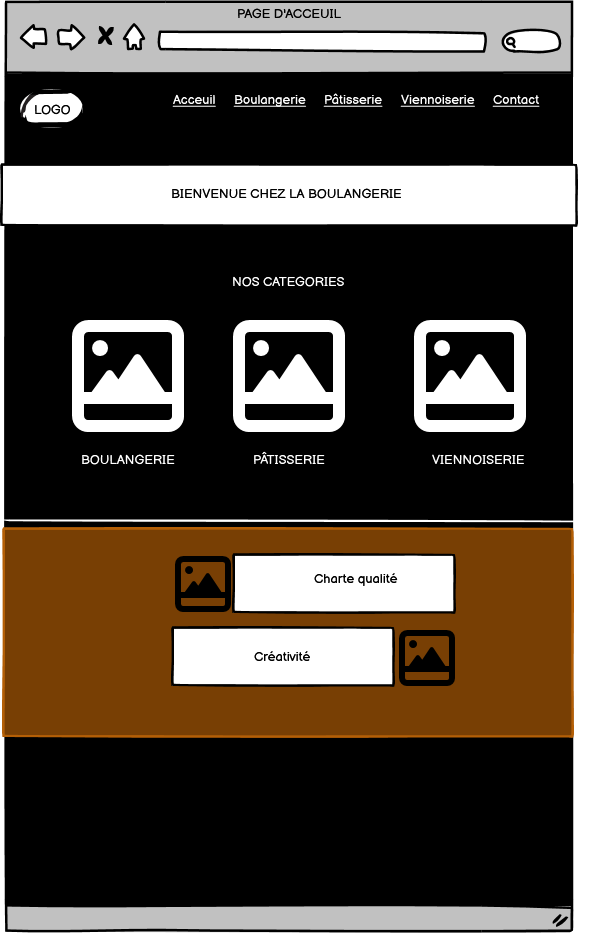 PAGE D'ACCEUIL
LOGO
Acceuil Boulangerie Pâtisserie Viennoiserie Contact
BIENVENUE CHEZ LA BOULANGERIE
NOS CATEGORIES
BOULANGERIE PÂTISSERIE VIENNOISERIE
Charte qualité
Créativité